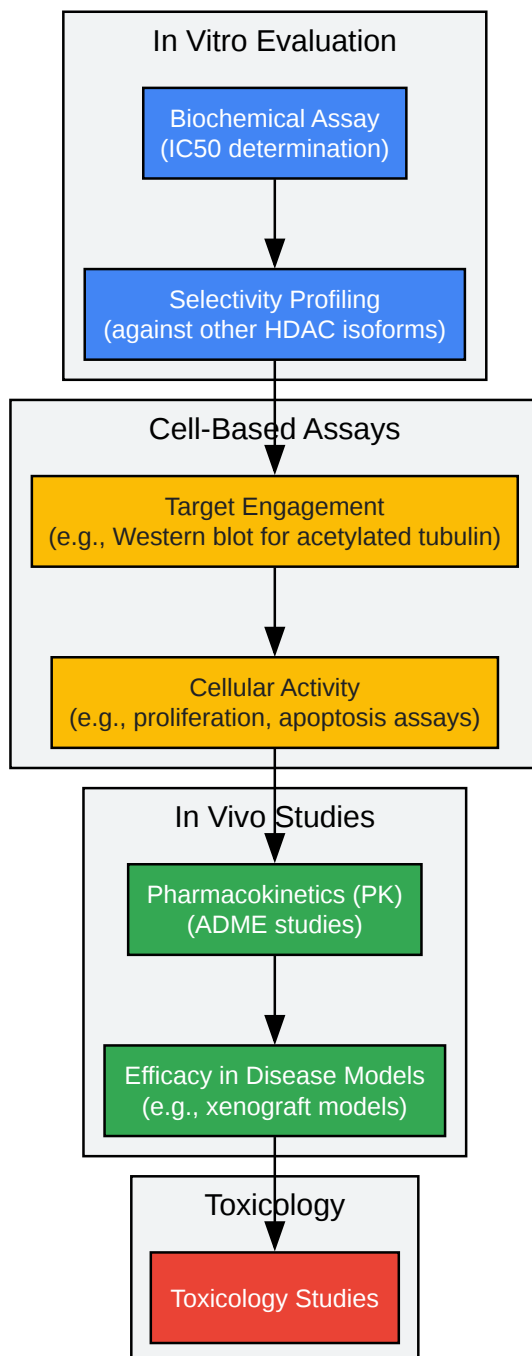 In Vitro Evaluation
Biochemical Assay
(IC50 determination)
Selectivity Profiling
(against other HDAC isoforms)
Cell-Based Assays
Target Engagement
(e.g., Western blot for acetylated tubulin)
Cellular Activity
(e.g., proliferation, apoptosis assays)
In Vivo Studies
Pharmacokinetics (PK)
(ADME studies)
Efficacy in Disease Models
(e.g., xenograft models)
Toxicology
Toxicology Studies